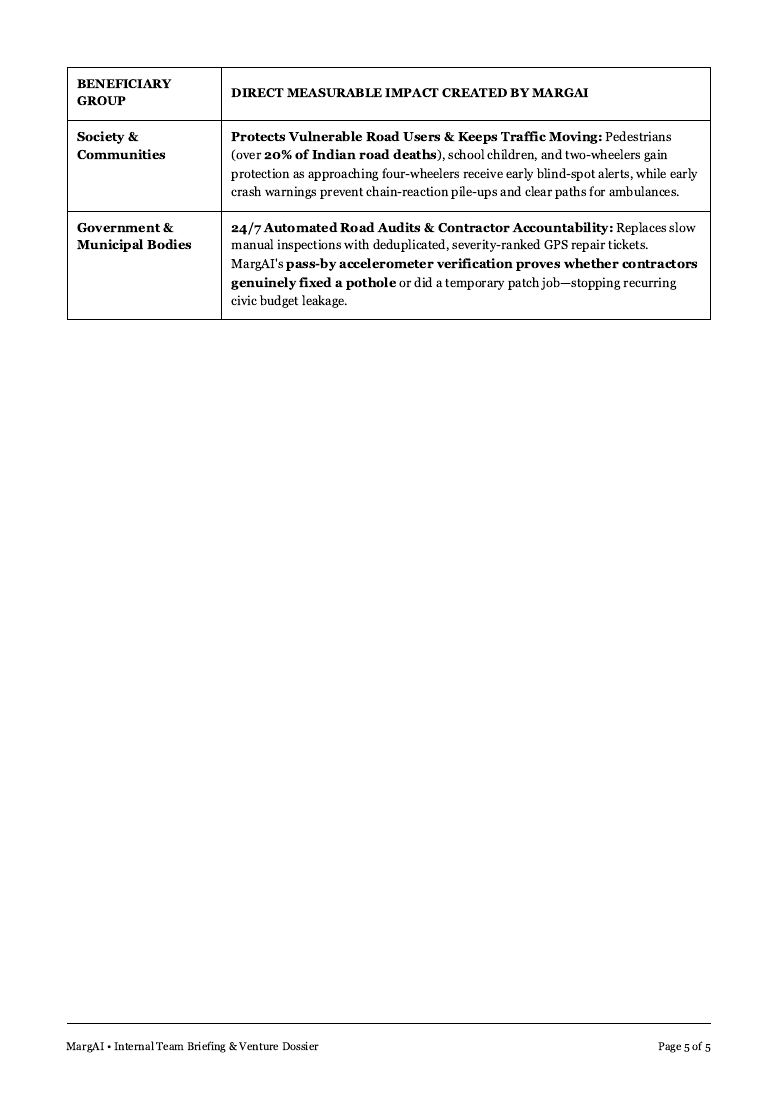 BENEFICIARY
GROUP
DIRECT MEASURABLE IMPACT CREATED BY MARGAI
Society &
Communities
Protects Vulnerable Road Users & Keeps Traffic Moving: Pedestrians
(over 20% of Indian road deaths), school children, and two-wheelers gain
protection as approaching four-wheelers receive early blind-spot alerts, while early
crash warnings prevent chain-reaction pile-ups and clear paths for ambulances.
Government &
Municipal Bodies
24/7 Automated Road Audits & Contractor Accountability: Replaces slow
manual inspections with deduplicated, severity-ranked GPS repair tickets.
MargAI's pass-by accelerometer verification proves whether contractors
genuinely fixed a pothole or did a temporary patch job—stopping recurring
civic budget leakage.
MargAI • Internal Team Briefing & Venture Dossier
Page 5 of 5